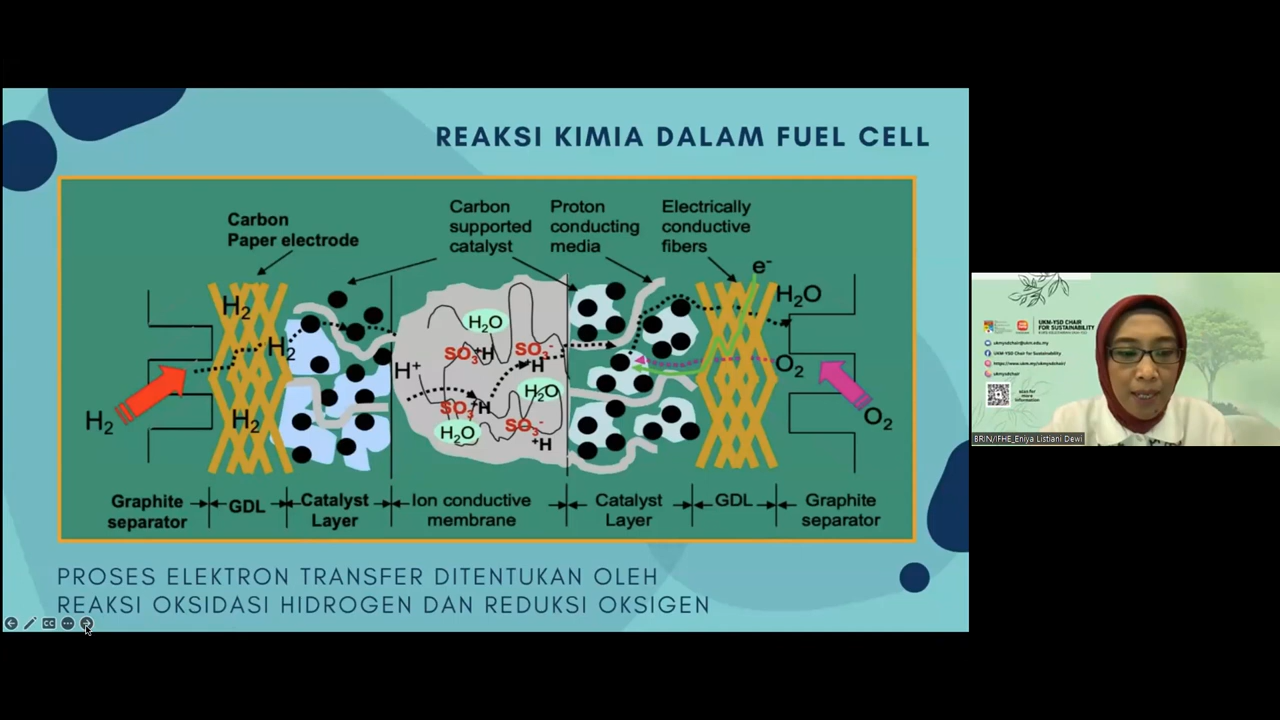 REAKSI KIMIA DALAM FUEL CELL
Carbon
Paper electrode
Carbon
supported
catalyst
Proton
conducting
media
Electrically
conductive
fibers
e⁻
H₂
H₂
H₂
H₂
H⁺
H₂O
SO₃⁻⁺H
SO₃⁻
⁺H
H₂O
SO₃⁻⁺H
H₂O
SO₃⁻
⁺H
H₂O
O₂
O₂
Graphite
separator
GDL
Catalyst
Layer
Ion conductive
membrane
Catalyst
Layer
GDL
Graphite
separator
PROSES ELEKTRON TRANSFER DITENTUKAN OLEH
REAKSI OKSIDASI HIDROGEN DAN REDUKSI OKSIGEN
CC
UKM-YSD CHAIR
FOR SUSTAINABILITY
ukmysdchair@ukm.edu.my
UKM-YSD Chair for Sustainability
https://www.ukm.my/ukmysdchair/
ukmysdchair
scan for
more
information
BRIN/IFHE_Eniya Listiani Dewi